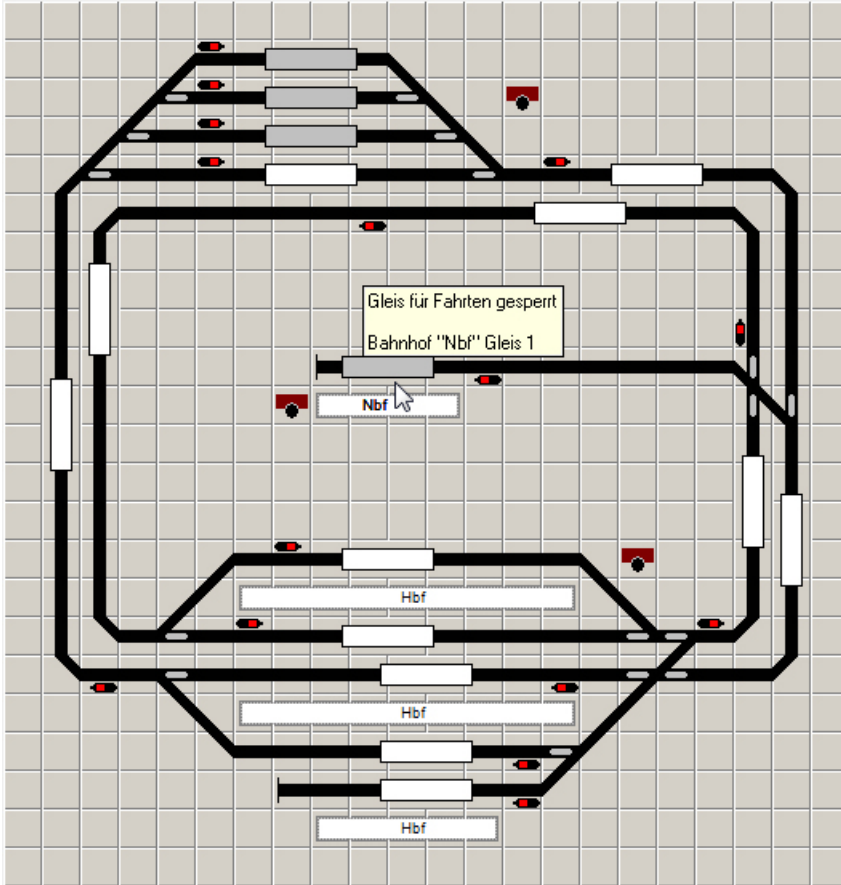 Gleis für Fahrten gesperrt
Bahnhof "Nbf" Gleis 1
Nbf
Hbf
Hbf
Hbf